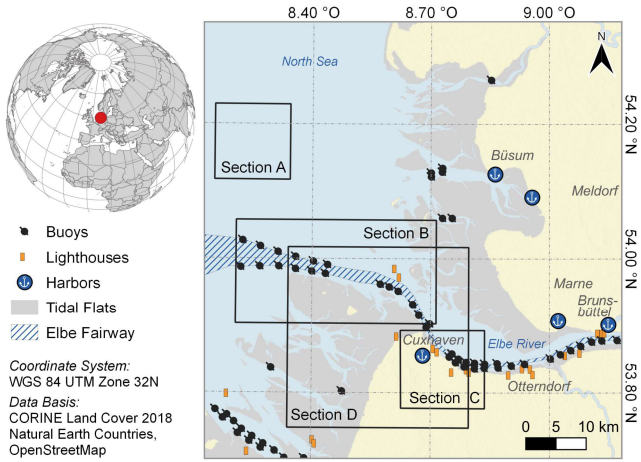 8.40 °O
8.70 °O
9.00 °O
North Sea
N
54.20 °N
Büsum
Section A
Meldorf
Buoys
Section B
Lighthouses
54.00 °N
Harbors
Marne
Tidal Flats
Bruns-
büttel
Elbe Fairway
Cuxhaven
Elbe River
Coordinate System:
WGS 84 UTM Zone 32N
Otterndorf
53.80 °N
Data Basis:
Section C
CORINE Land Cover 2018
Section D
Natural Earth Countries,
OpenStreetMap
0 5 10 km